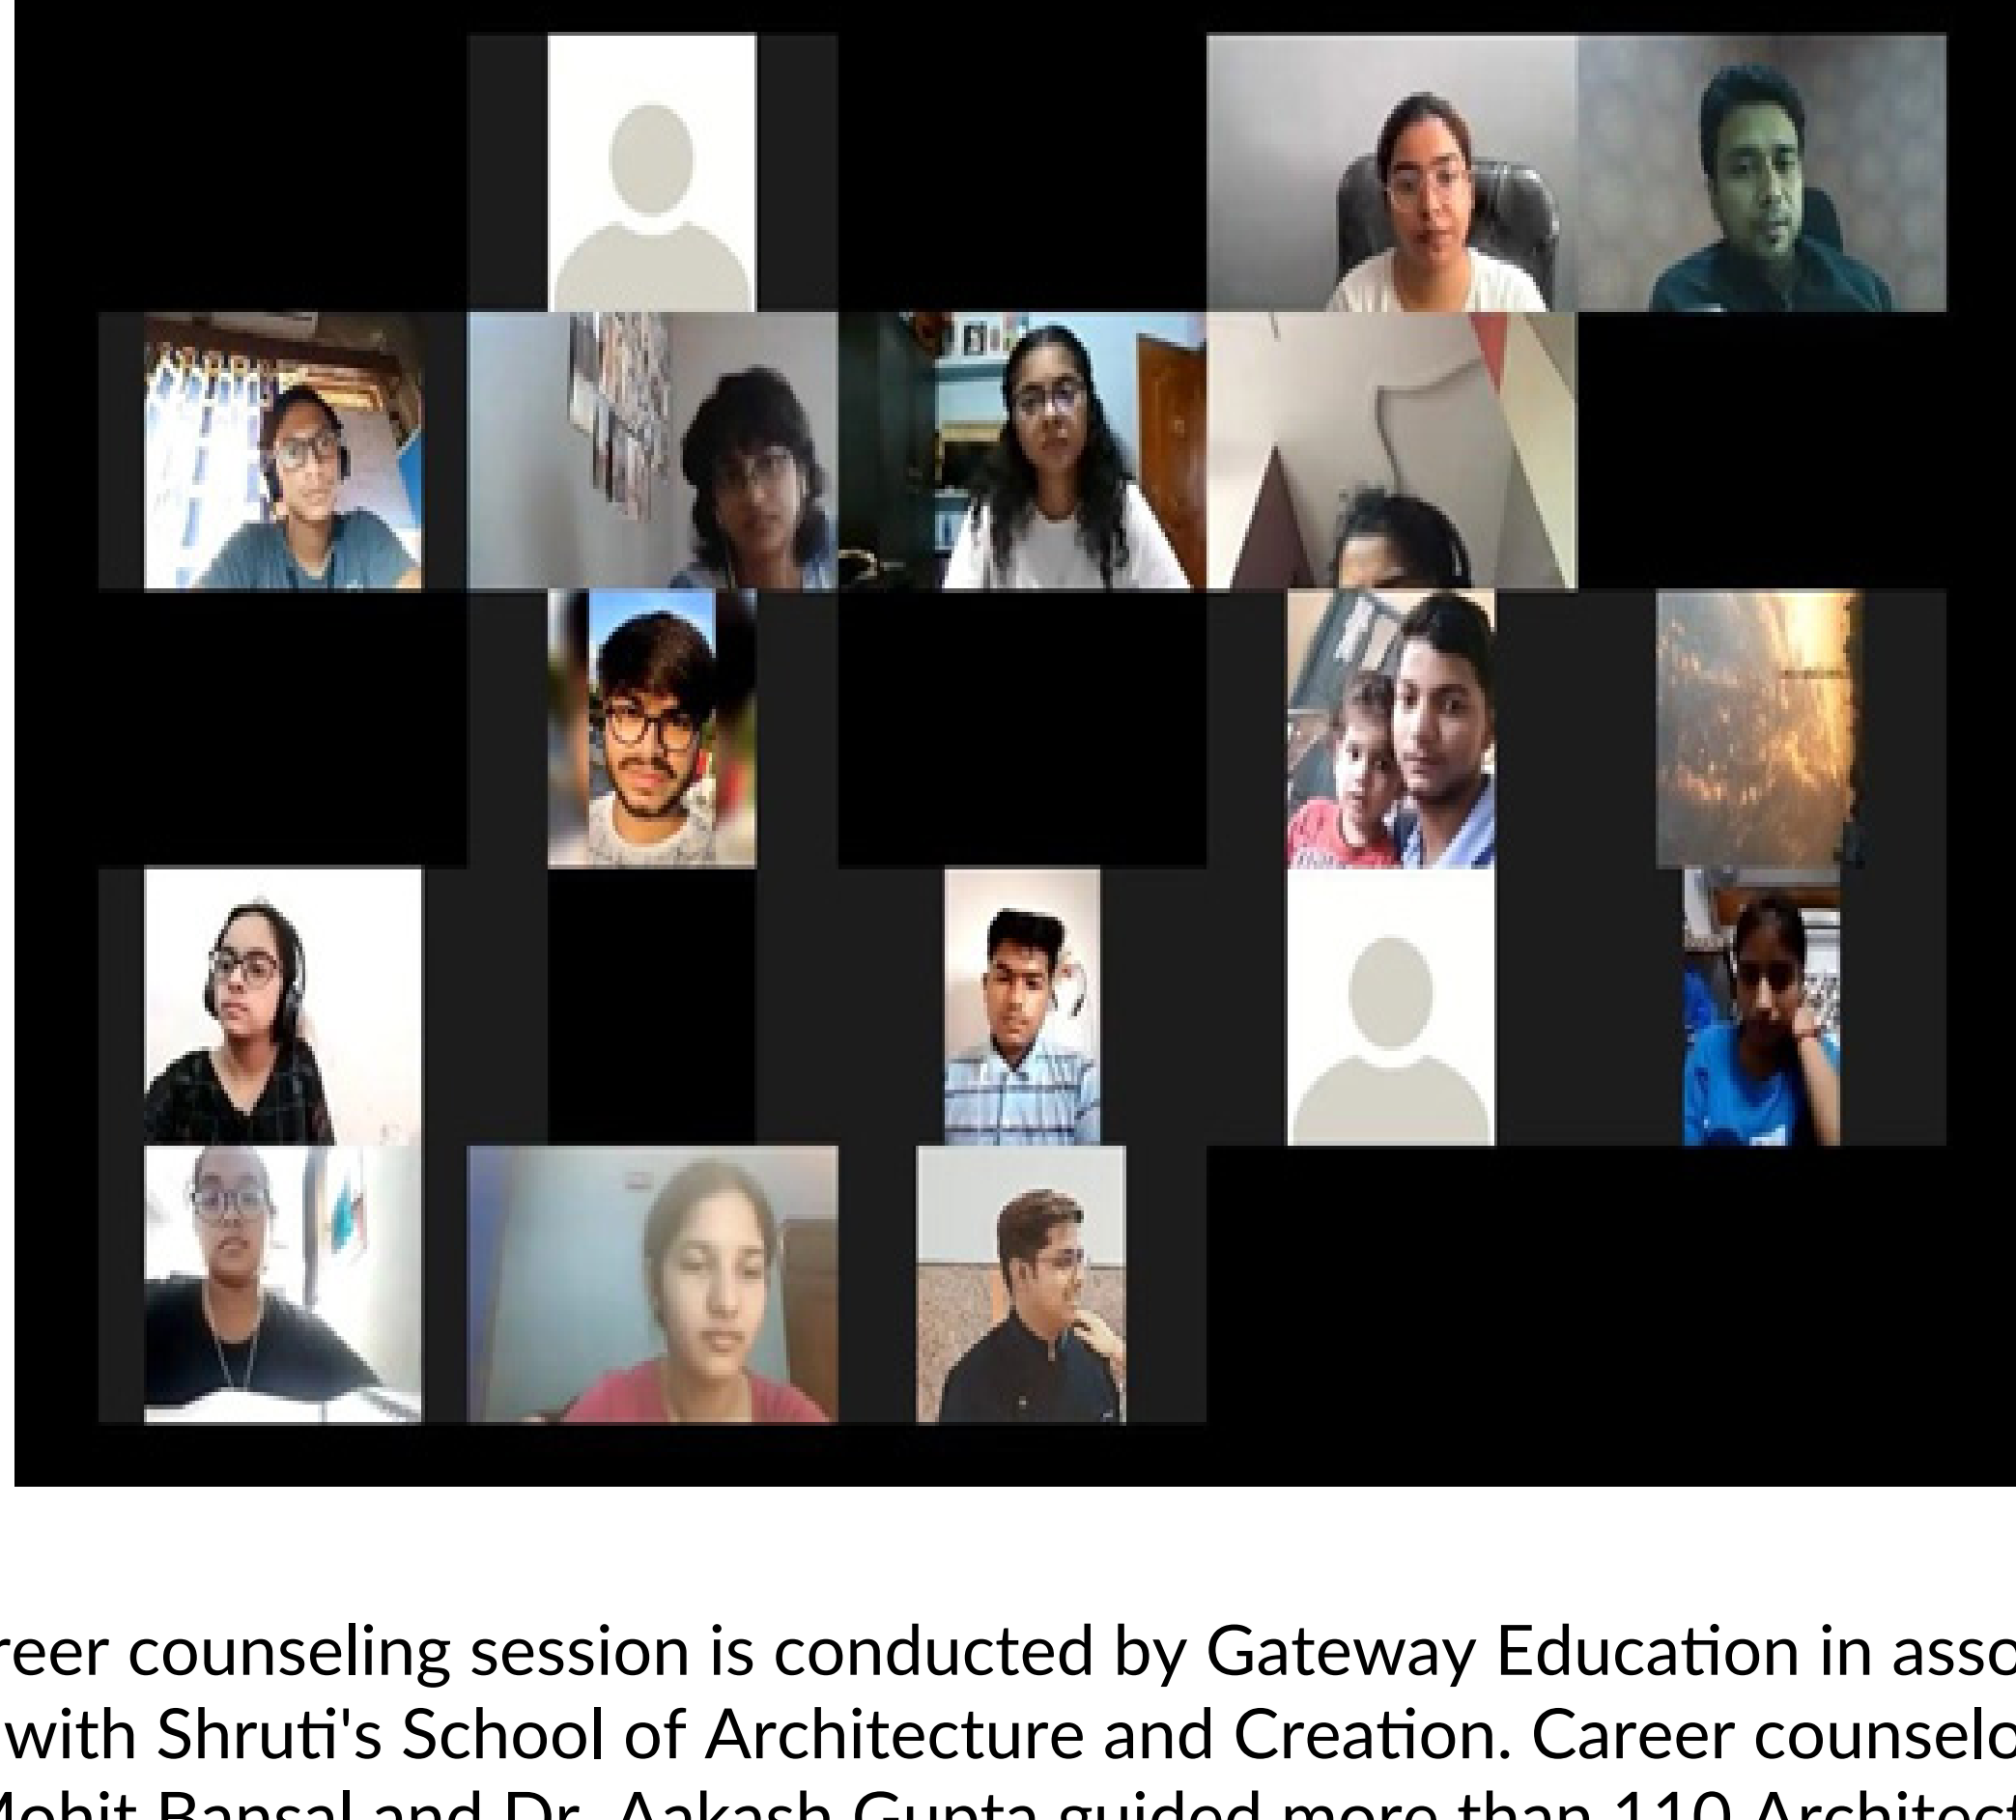 reer counseling session is conducted by Gateway Education in asso
with Shruti's School of Architecture and Creation. Career counselo
Mohit Bansal and Dr. Aakash Gupta guided more than 110 Architec